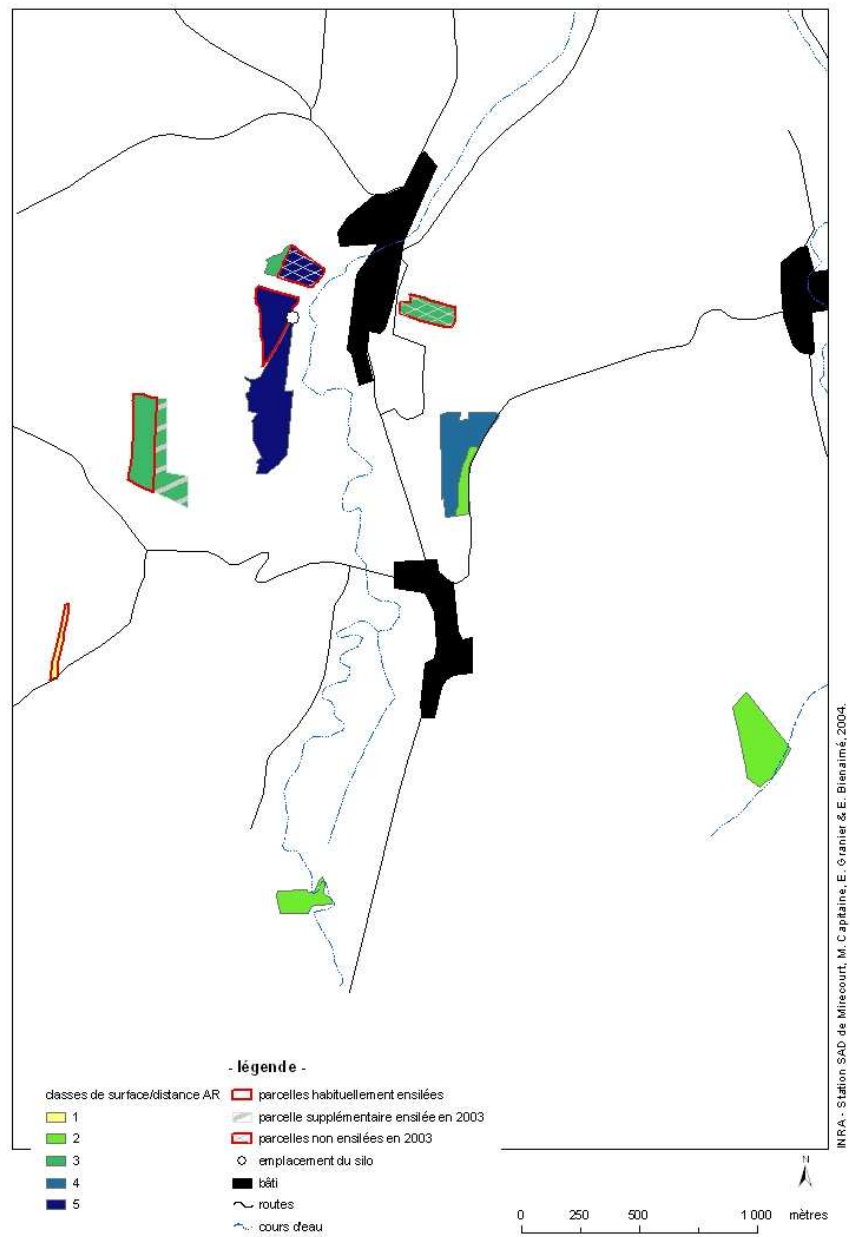 - légende -
classes de surface/distance AR
1
2
3
4
5
parcelles habituellement ensilées
parcelle supplémentaire ensilée en 2003
parcelles non ensilées en 2003
emplacement du silo
bâti
routes
cours d'eau
N
0 250 500 1 000 mètres
INRA - Station SAD de Mirecourt, M. Capitaine, E. Granier & E. Bienaimé, 2004.